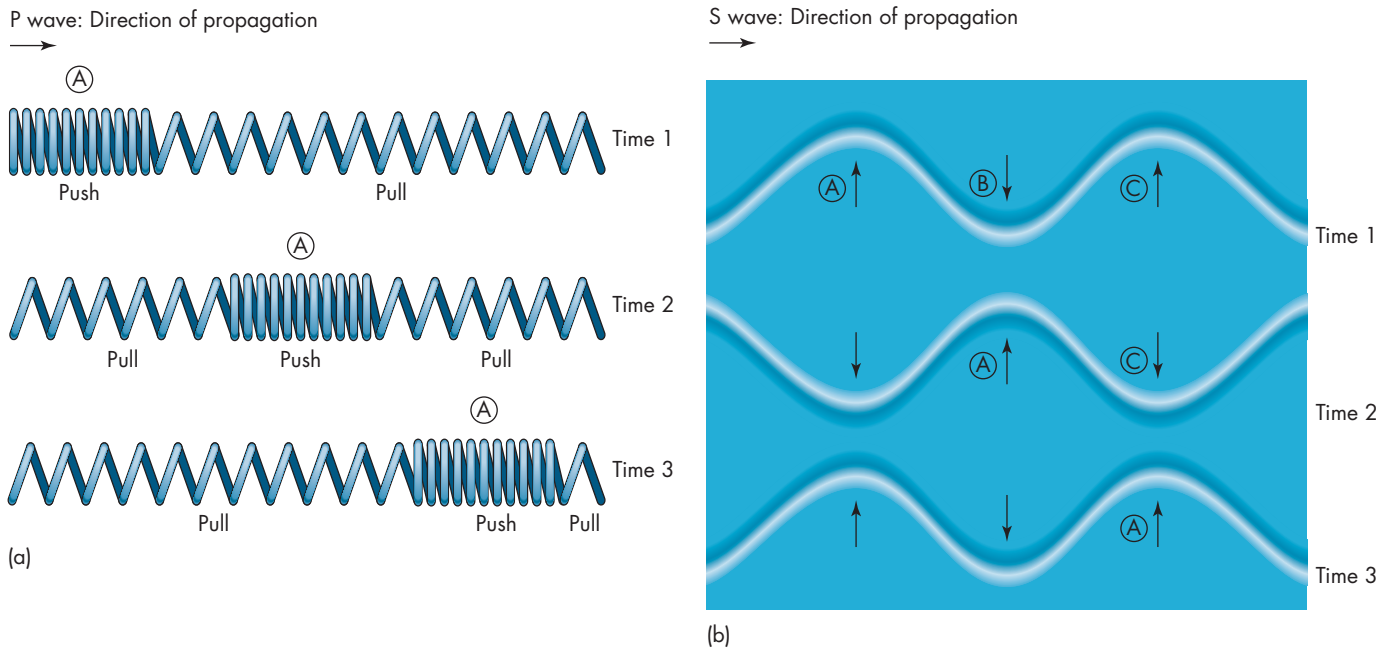 P wave: Direction of propagation
A
Time 1
Push Pull
A
Time 2
Pull Push Pull
A
Time 3
Pull Push Pull
(a)
S wave: Direction of propagation
A B C
Time 1
A C
Time 2
A
Time 3
(b)